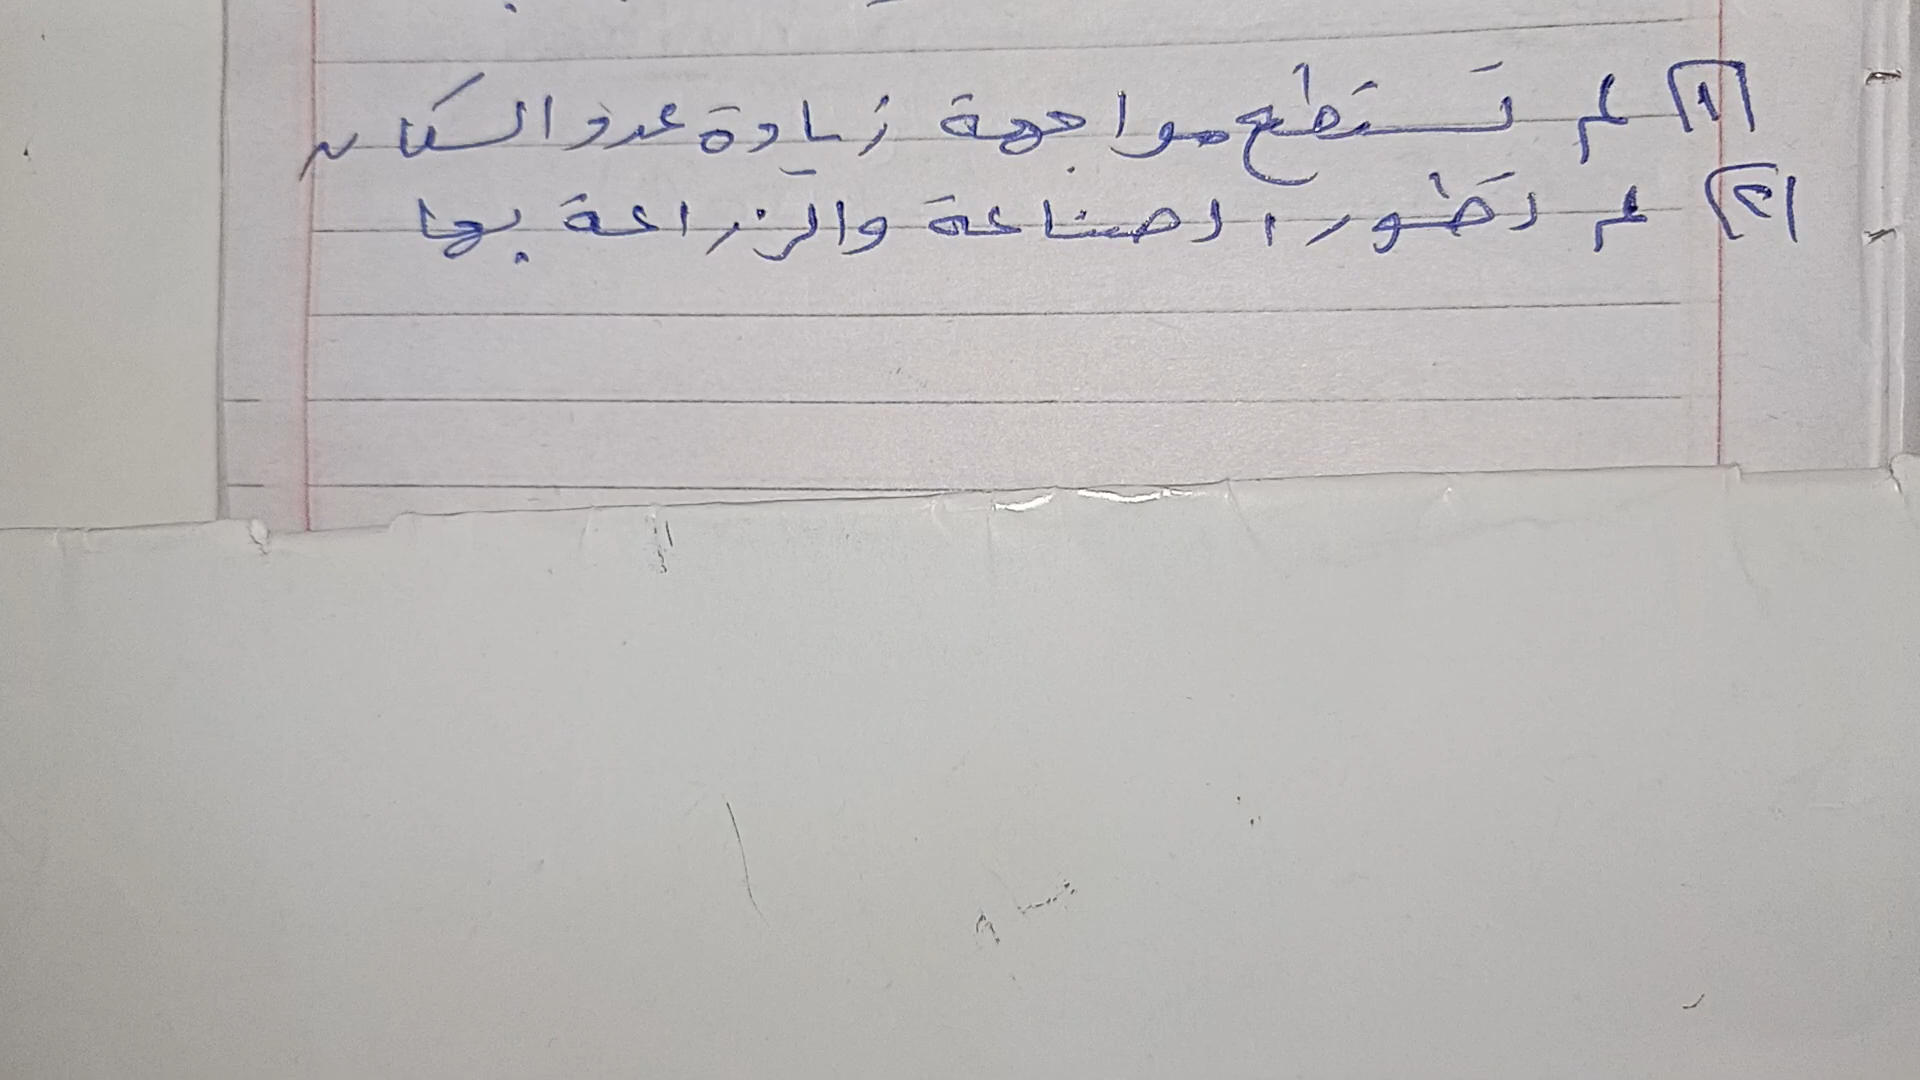 ١) لم تستطع مواجهة زيادة عدد السكان
٢) لم تطور الصناعة والزراعة بها